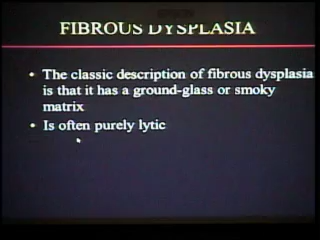 FIBROUS DYSPLASIA
• The classic description of fibrous dysplasia
is that it has a ground-glass or smoky
matrix
• Is often purely lytic